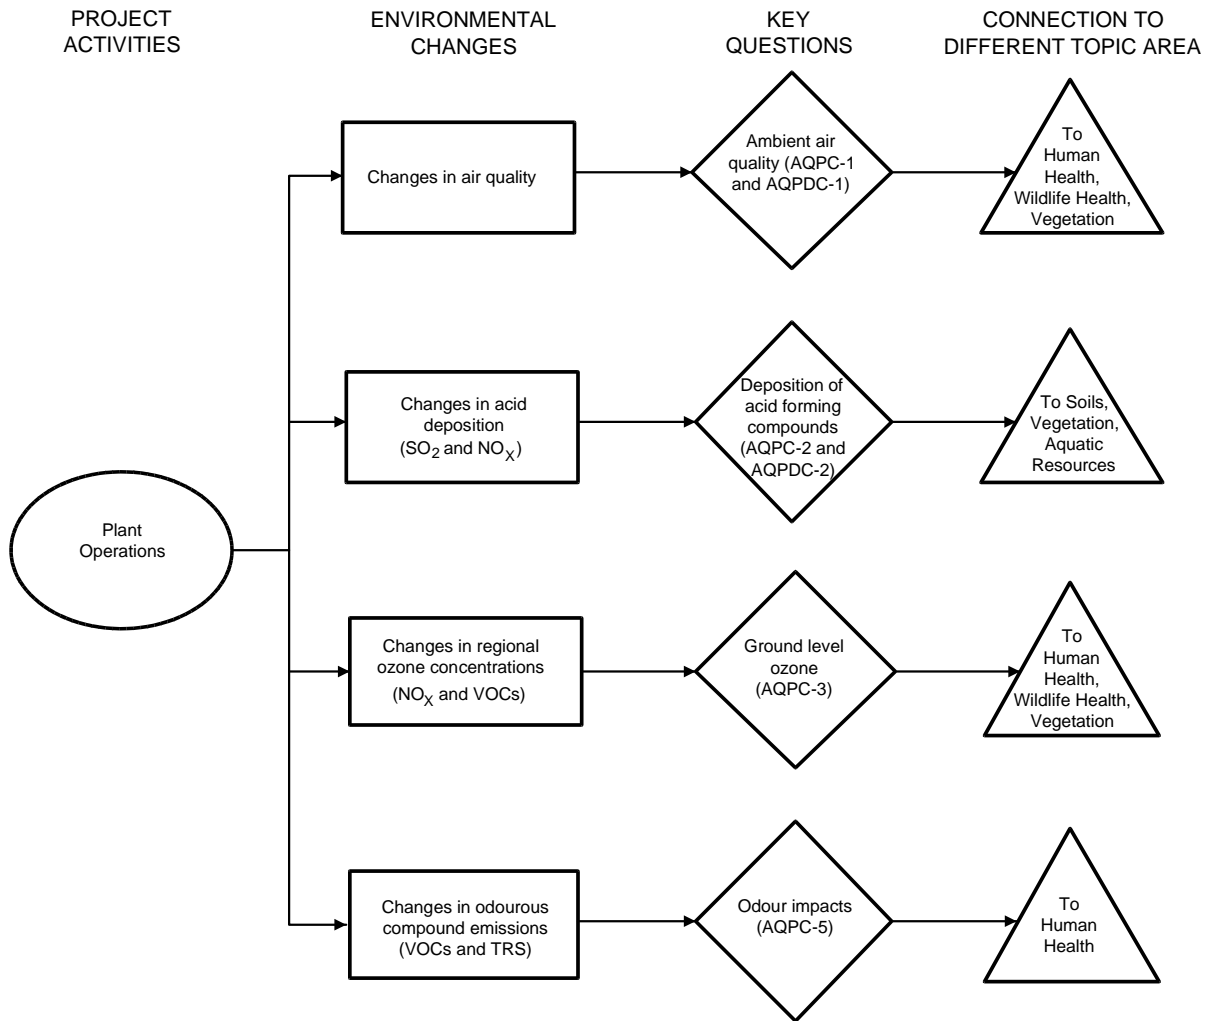 PROJECT
ACTIVITIES
ENVIRONMENTAL
CHANGES
KEY
QUESTIONS
CONNECTION TO
DIFFERENT TOPIC AREA
Plant
Operations
Changes in air quality
Ambient air
quality (AQPC-1
and AQPDC-1)
To
Human
Health,
Wildlife Health,
Vegetation
Changes in acid
deposition
(SO2 and NOX)
Deposition of
acid forming
compounds
(AQPC-2 and
AQPDC-2)
To Soils,
Vegetation,
Aquatic
Resources
Changes in regional
ozone concentrations
(NOX and VOCs)
Ground level
ozone
(AQPC-3)
To
Human
Health,
Wildlife Health,
Vegetation
Changes in odourous
compound emissions
(VOCs and TRS)
Odour impacts
(AQPC-5)
To
Human
Health